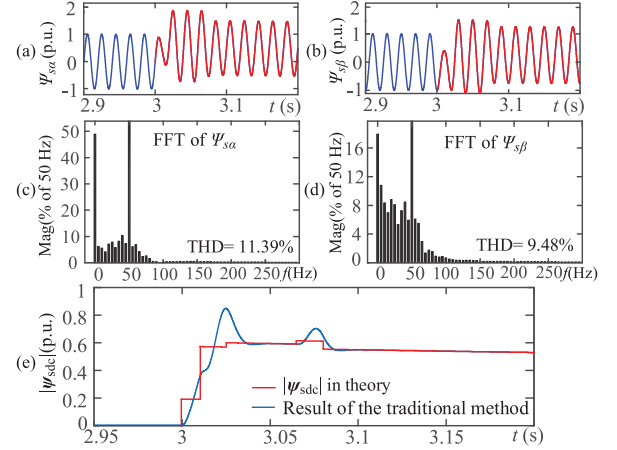 (a)
Ψsα (p.u.)
2
1
0
-1
2.9
3
3.1
t (s)
(b)
Ψsβ (p.u.)
2
1
0
-1
2.9
3
3.1
t (s)
(c)
Mag(% of 50 Hz)
50
40
30
20
10
0
FFT of Ψsα
THD= 11.39%
0
50
100
150
200
250
f(Hz)
(d)
Mag(% of 50 Hz)
16
12
8
4
0
FFT of Ψsβ
THD= 9.48%
0
50
100
150
200
250
f(Hz)
(e)
|ψsdc| (p.u.)
1
0.8
0.6
0.4
0.2
0
|ψsdc| in theory
Result of the traditional method
2.95
3
3.05
3.1
3.15
t (s)